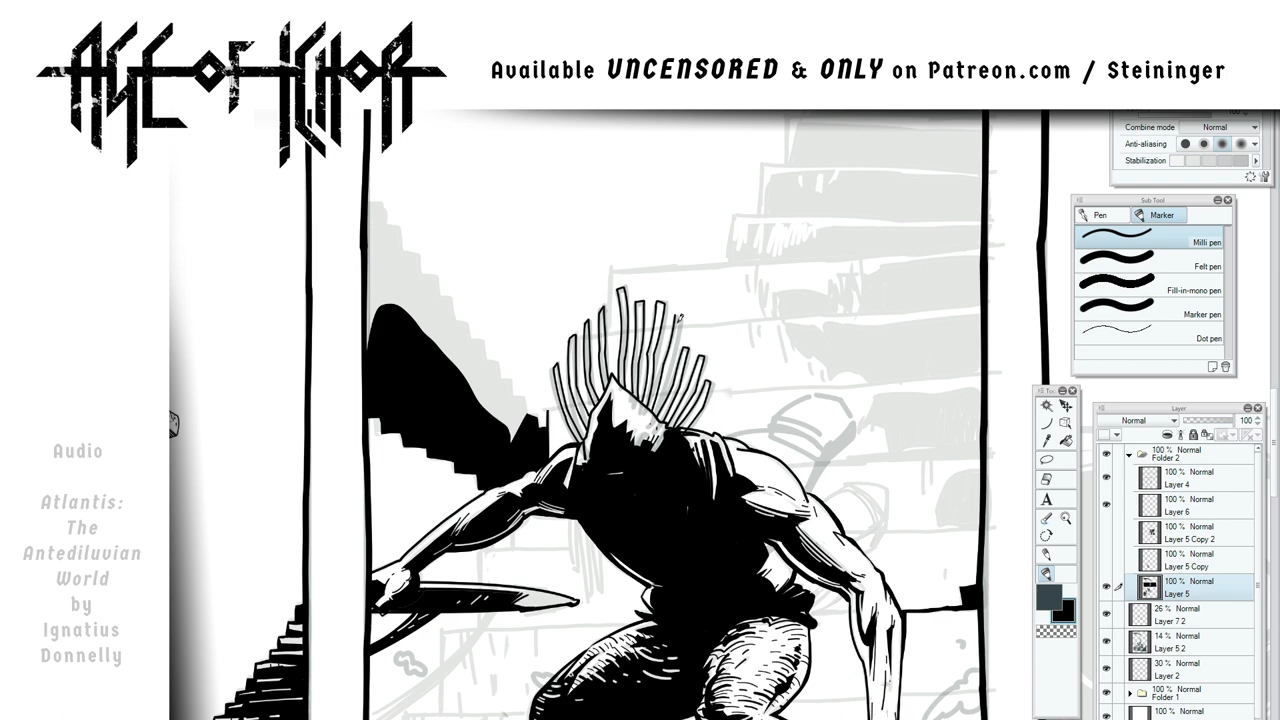 AGE OF ICHOR
Available UNCENSORED & ONLY on Patreon.com / Steininger
Combine mode Normal
Anti-aliasing
Stabilization
Sub Tool
Pen Marker
Milli pen
Felt pen
Fill-in-mono pen
Marker pen
Dot pen
Layer
Normal 100
100 % Normal
Folder 2
100 % Normal
Layer 4
100 % Normal
Layer 6
100 % Normal
Layer 5 Copy 2
100 % Normal
Layer 5 Copy
100 % Normal
Layer 5
26 % Normal
Layer 7 2
14 % Normal
Layer 5 2
30 % Normal
Layer 2
100 % Normal
Folder 1
100 % Normal
A
Audio
Atlantis:
The
Antediluvian
World
by
Ignatius
Donnelly